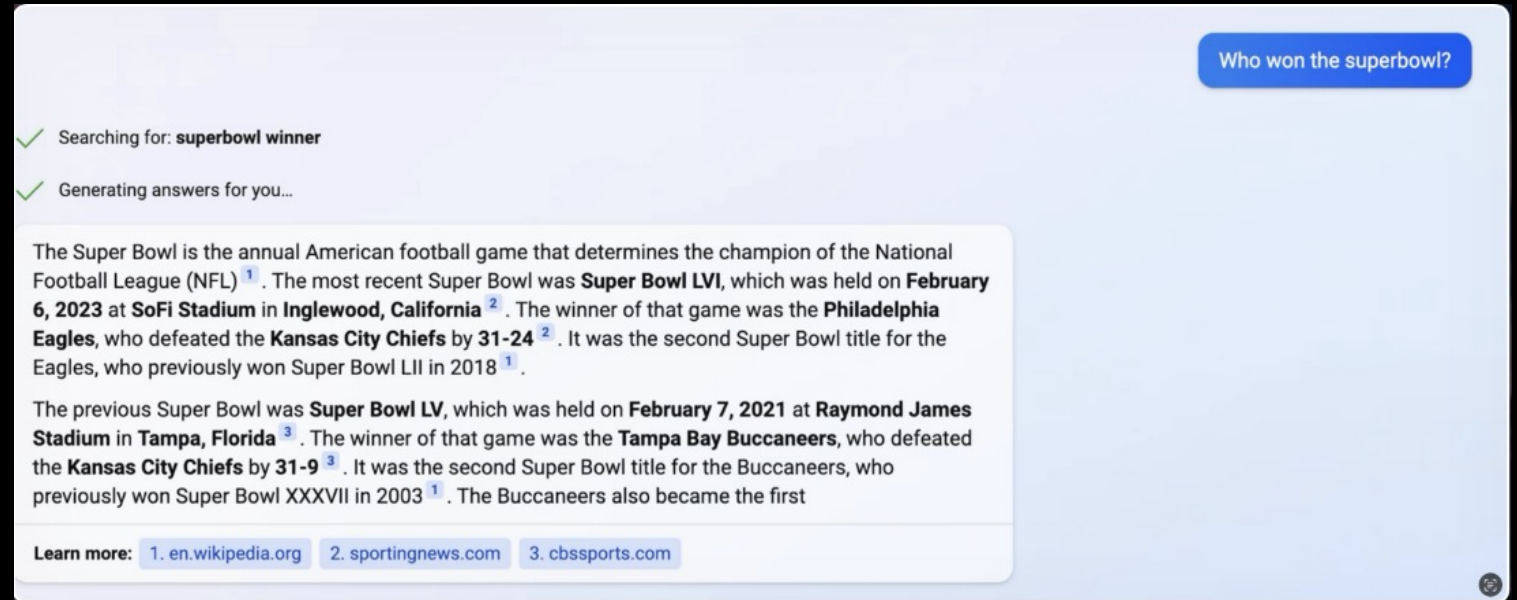 Who won the superbowl?
Searching for: superbowl winner
Generating answers for you...
The Super Bowl is the annual American football game that determines the champion of the National
Football League (NFL) 1 . The most recent Super Bowl was Super Bowl LVI, which was held on February
6, 2023 at SoFi Stadium in Inglewood, California 2 . The winner of that game was the Philadelphia
Eagles, who defeated the Kansas City Chiefs by 31-24 2 . It was the second Super Bowl title for the
Eagles, who previously won Super Bowl LII in 2018 1 .
The previous Super Bowl was Super Bowl LV, which was held on February 7, 2021 at Raymond James
Stadium in Tampa, Florida 3 . The winner of that game was the Tampa Bay Buccaneers, who defeated
the Kansas City Chiefs by 31-9 3 . It was the second Super Bowl title for the Buccaneers, who
previously won Super Bowl XXXVII in 2003 1 . The Buccaneers also became the first
Learn more: 1. en.wikipedia.org 2. sportingnews.com 3. cbssports.com